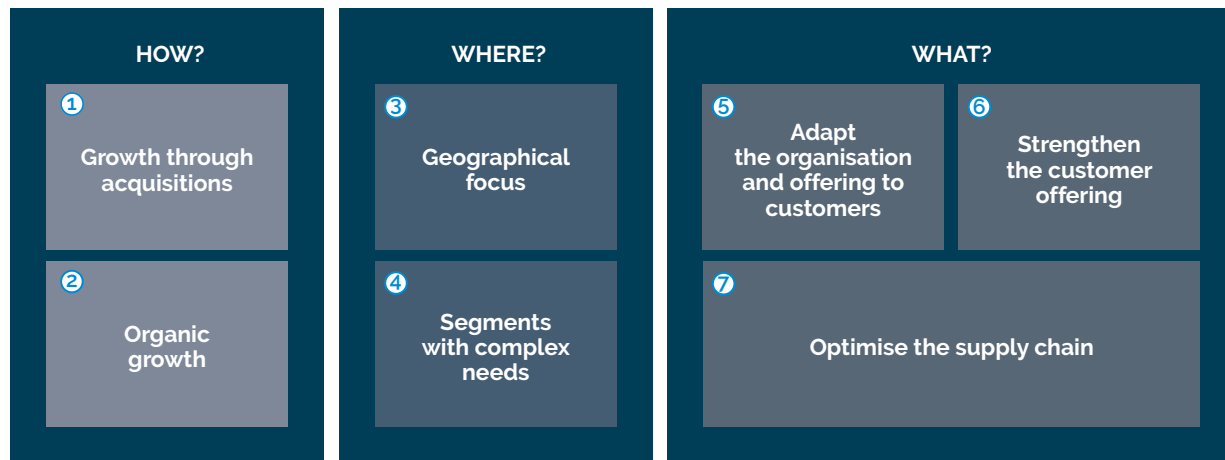 HOW?
1
Growth through
acquisitions
2
Organic
growth
WHERE?
3
Geographical
focus
4
Segments
with complex
needs
WHAT?
5
Adapt
the organisation
and offering to
customers
6
Strengthen
the customer
offering
7
Optimise the supply chain